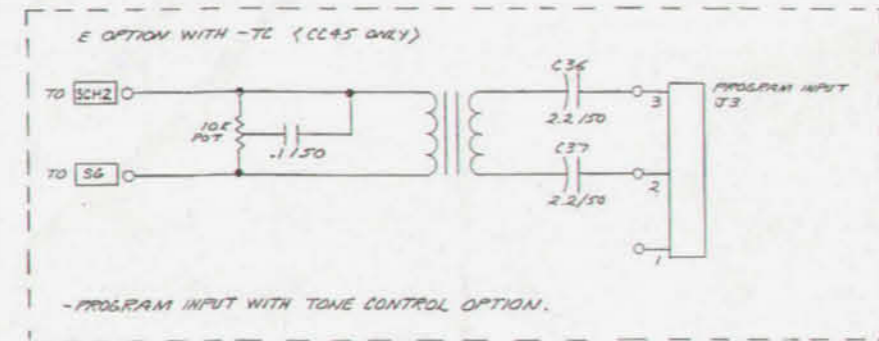 E OPTION WITH -TC (CC45 ONLY)
TO SCH2
10K
POT
.1/50
TO SG
C36
2.2/50
C37
2.2/50
3
2
1
PROGRAM INPUT
J3
-PROGRAM INPUT WITH TONE CONTROL OPTION.